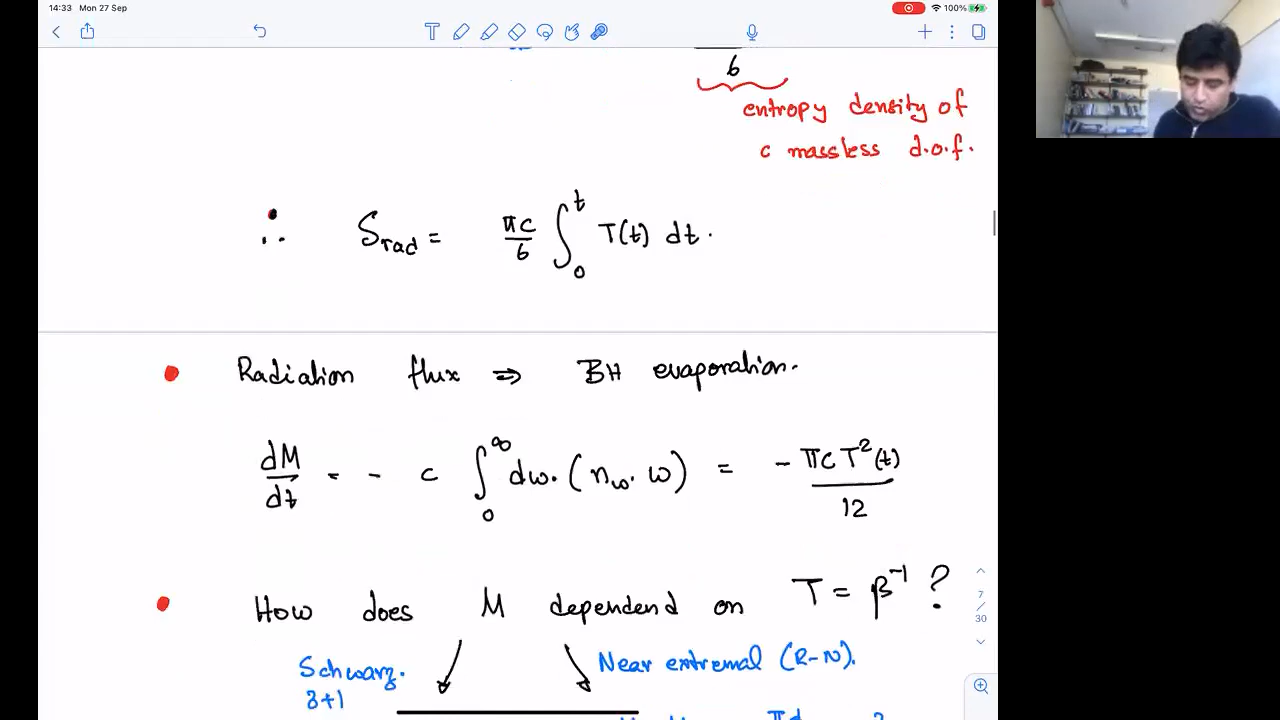 14:33 Mon 27 Sep
100%
T
6
entropy density of
c massless d.o.f.
∴ S_rad = πc/6 ∫_0^t T(t) dt.
Radiation flux ⇒ BH evaporation.
dM/dt = - c ∫_0^∞ dω. (n_ω. ω) = - πcT²(t)/12
How does M dependend on T = β⁻¹ ?
Schwarz. Near extremal (R-N).
3+1
7
/
30